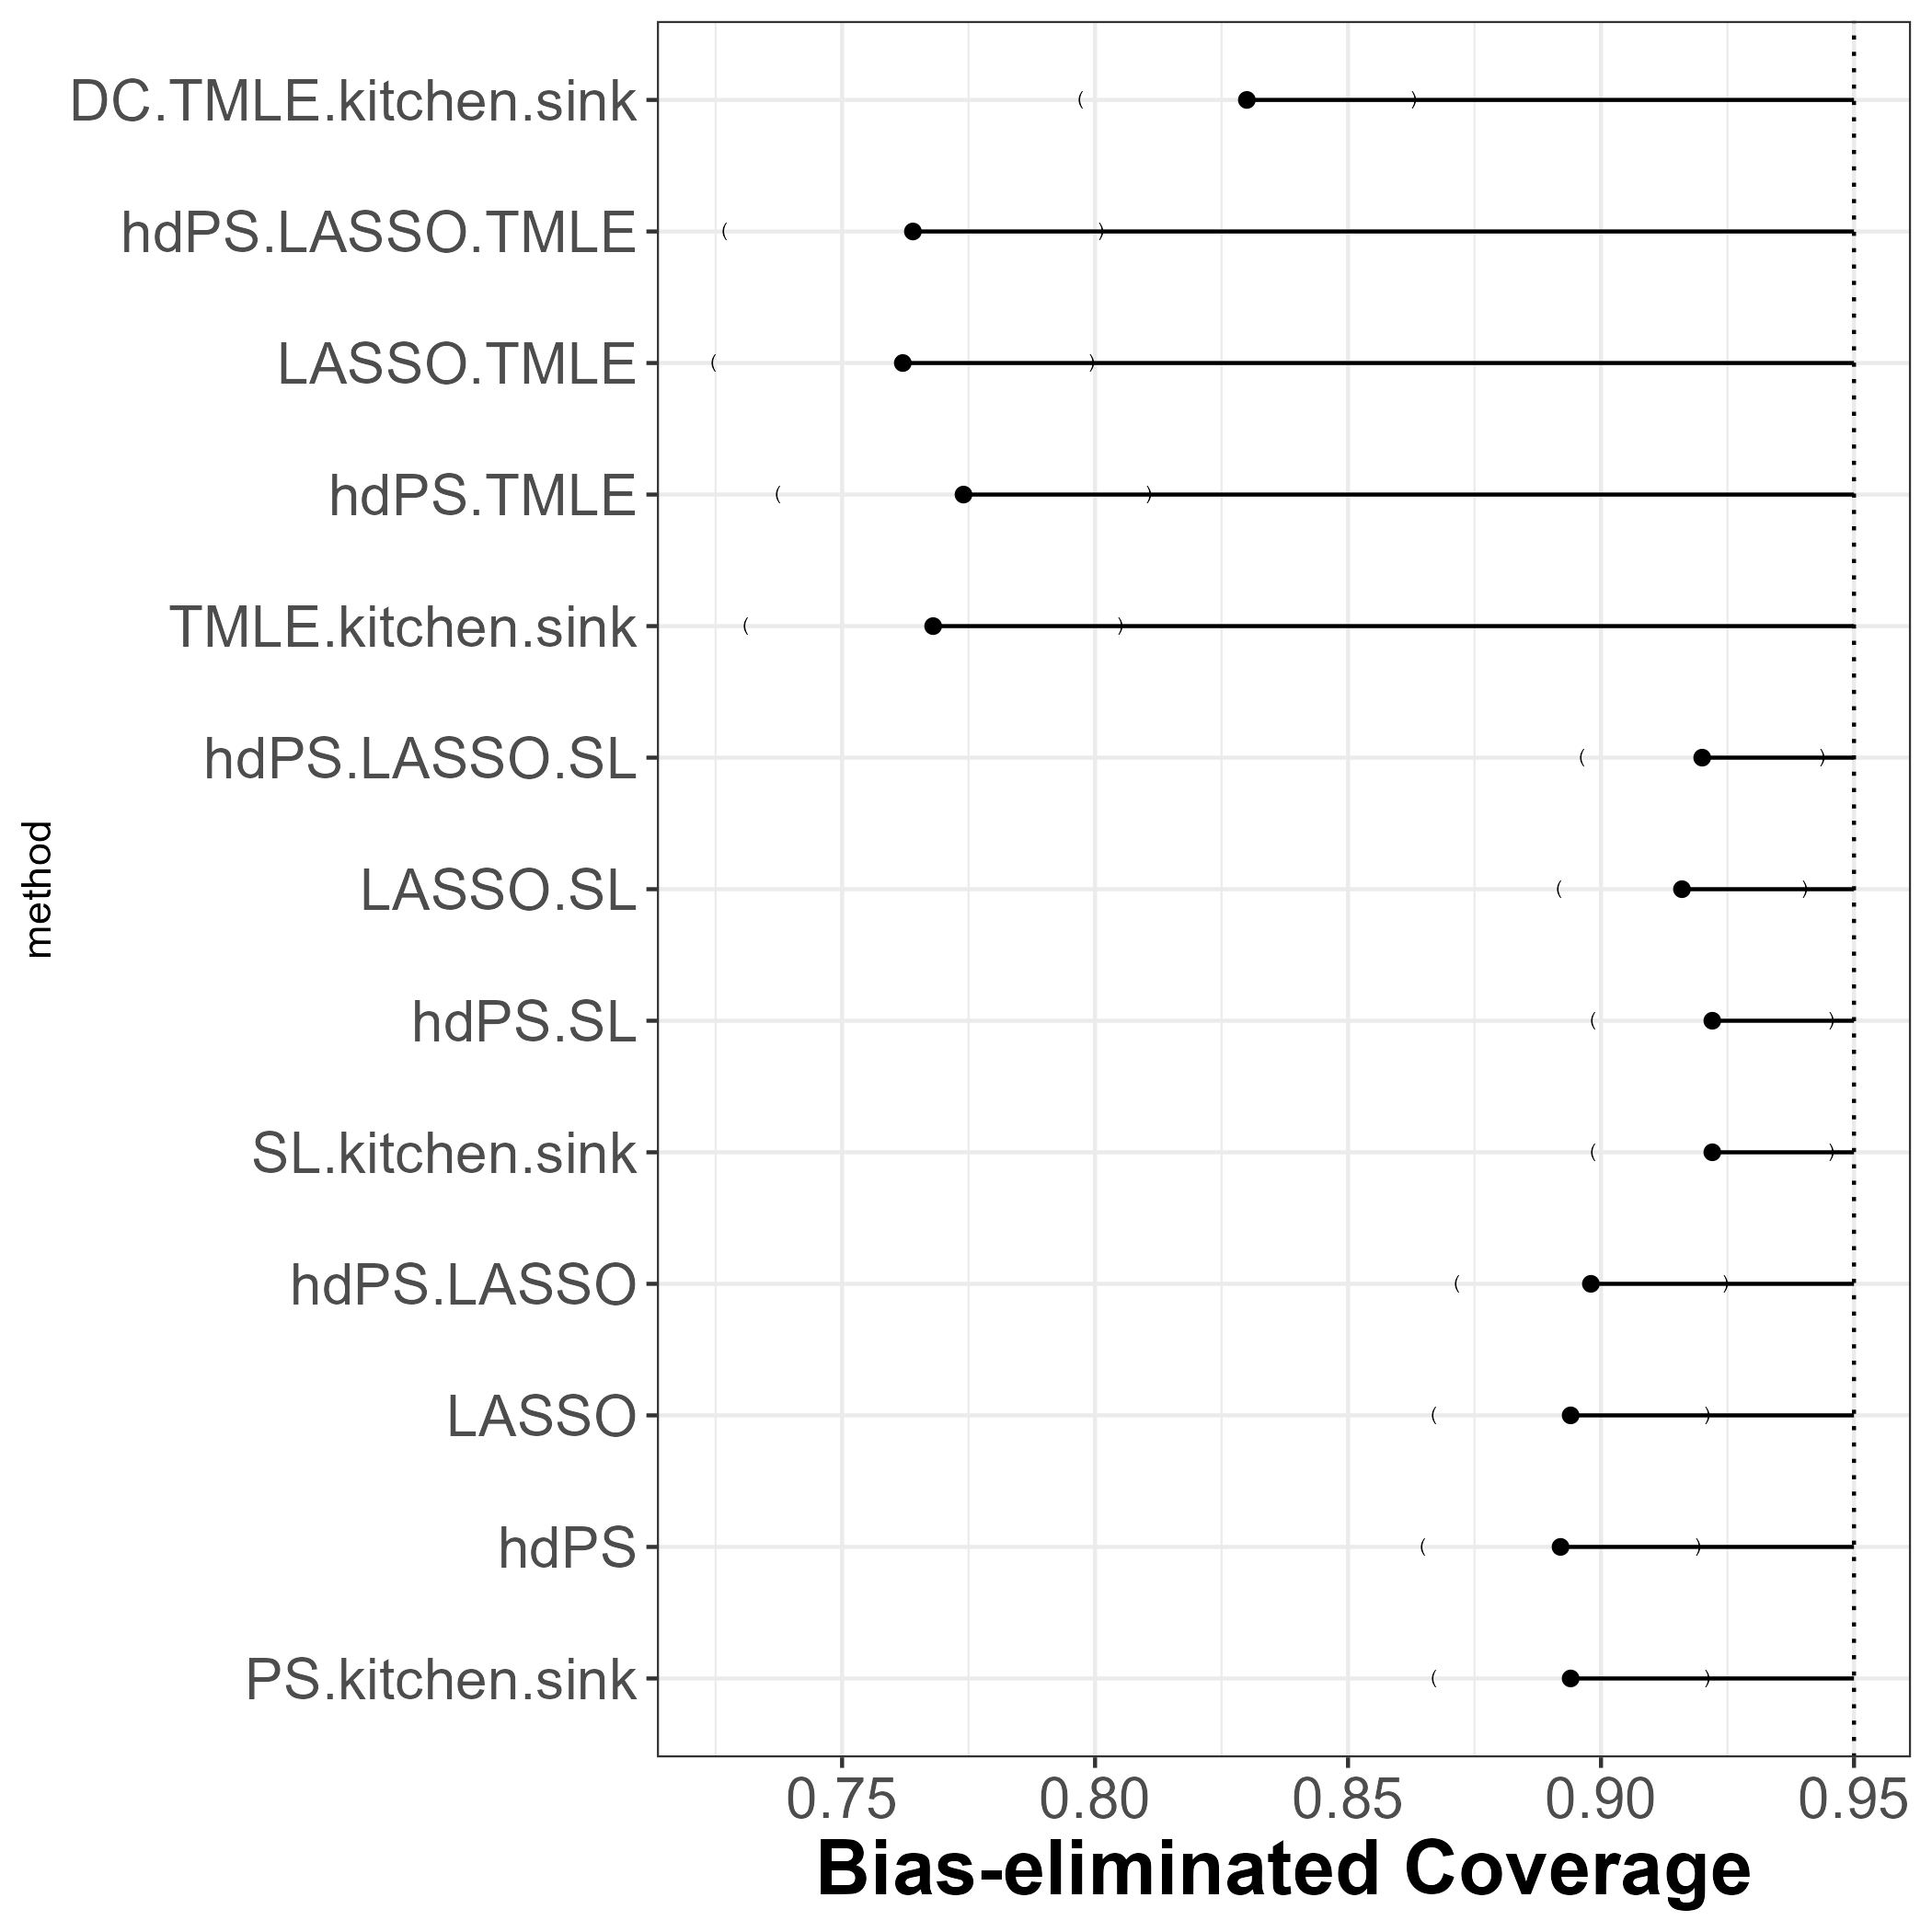 DC.TMLE.kitchen.sink
hdPS.LASSO.TMLE
LASSO.TMLE
hdPS.TMLE
TMLE.kitchen.sink
hdPS.LASSO.SL
LASSO.SL
hdPS.SL
SL.kitchen.sink
hdPS.LASSO
LASSO
hdPS
PS.kitchen.sink
method
0.75 0.80 0.85 0.90 0.95
Bias-eliminated Coverage